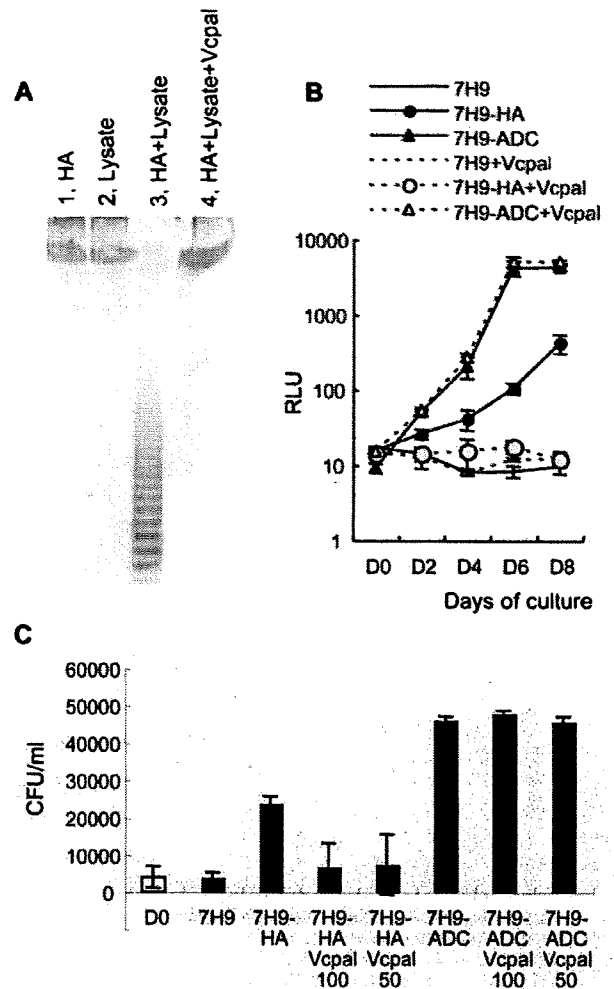 A
1. HA
2. Lysate
3. HA+Lysate
4. HA+Lysate+Vcpal
B
7H9
7H9-HA
7H9-ADC
7H9+Vcpal
7H9-HA+Vcpal
7H9-ADC+Vcpal
10000
1000
100
10
1
RLU
D0 D2 D4 D6 D8
Days of culture
C
60000
50000
40000
30000
20000
10000
0
CFU/ml
D0
7H9
7H9-
HA
7H9-
HA
Vcpal
100
7H9-
HA
Vcpal
50
7H9-
ADC
7H9-
ADC
Vcpal
100
7H9-
ADC
Vcpal
50